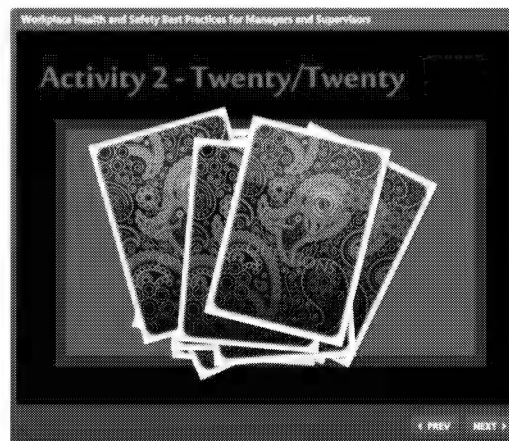 Workplace Health and Safety Best Practices for Managers and Supervisors
Activity 2 - Twenty/Twenty
PREV NEXT